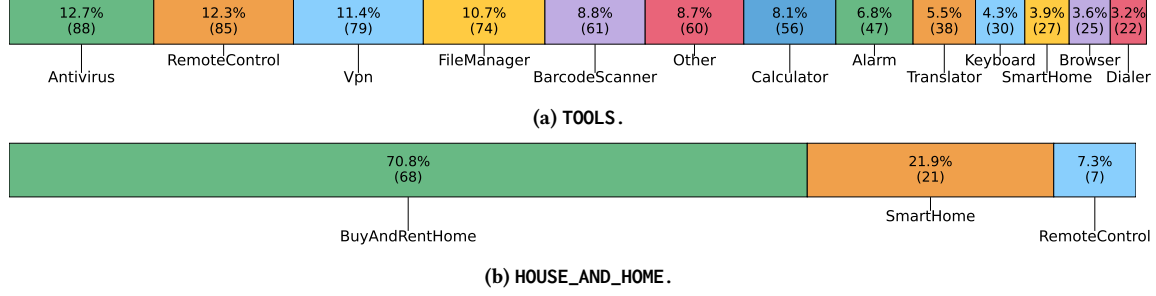 12.7% 12.3% 11.4% 10.7% 8.8% 8.7% 8.1% 6.8% 5.5% 4.3% 3.9% 3.6% 3.2%
(88) (85) (79) (74) (61) (60) (56) (47) (38) (30) (27) (25) (22)
RemoteControl FileManager Other Alarm Keyboard Browser
Antivirus Vpn BarcodeScanner Calculator Translator SmartHome Dialer
(a) TOOLS.
70.8% 21.9% 7.3%
(68) (21) (7)
SmartHome
BuyAndRentHome RemoteControl
(b) HOUSE_AND_HOME.